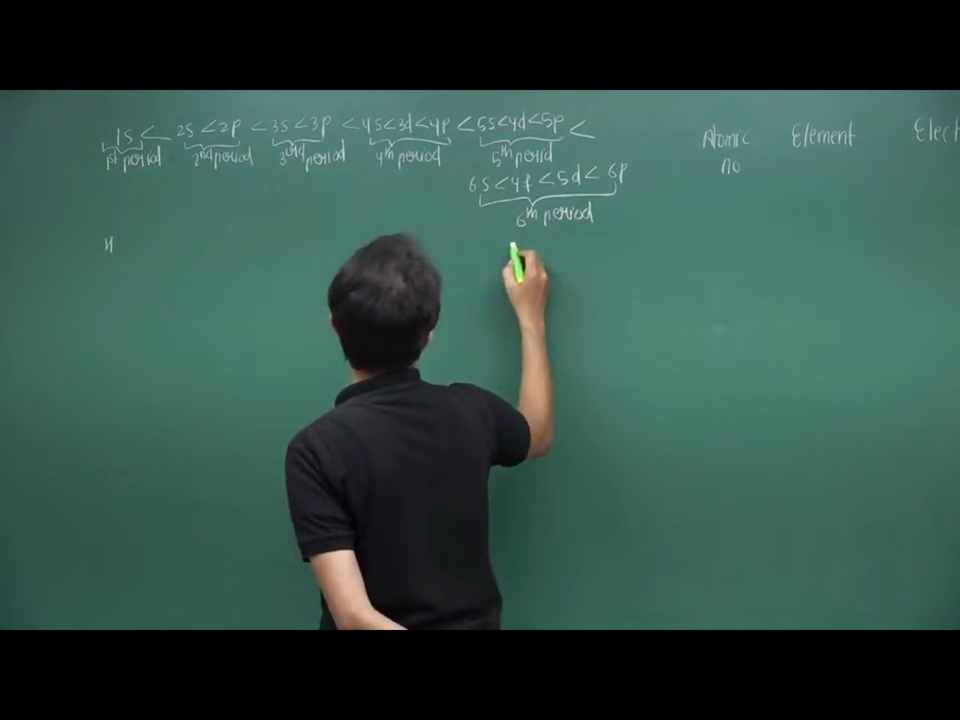 1s < 2s < 2p < 3s < 3p < 4s < 3d < 4p < 5s < 4d < 5p <
1st period 2nd period 3rd period 4th period 5th period
6s < 4f < 5d < 6p
6th period
Atomic no Element Elect
H